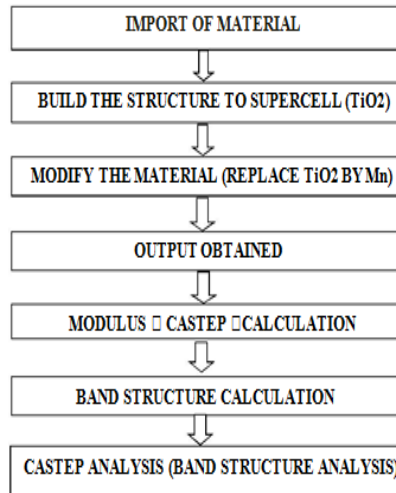 IMPORT OF MATERIAL
BUILD THE STRUCTURE TO SUPERCELL (TiO2)
MODIFY THE MATERIAL (REPLACE TiO2 BY Mn)
OUTPUT OBTAINED
MODULUS □ CASTEP □CALCULATION
BAND STRUCTURE CALCULATION
CASTEP ANALYSIS (BAND STRUCTURE ANALYSIS)